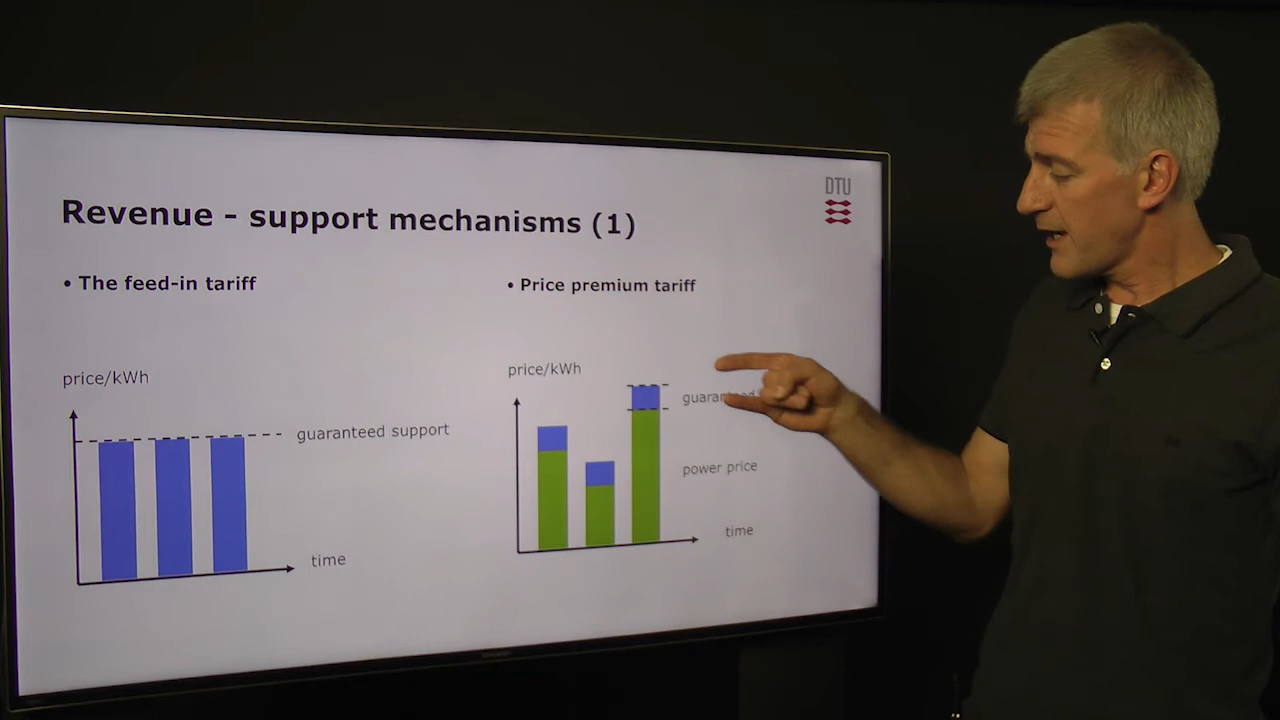 DTU
Revenue - support mechanisms (1)
• The feed-in tariff
price/kWh
guaranteed support
time
• Price premium tariff
price/kWh
power price
time